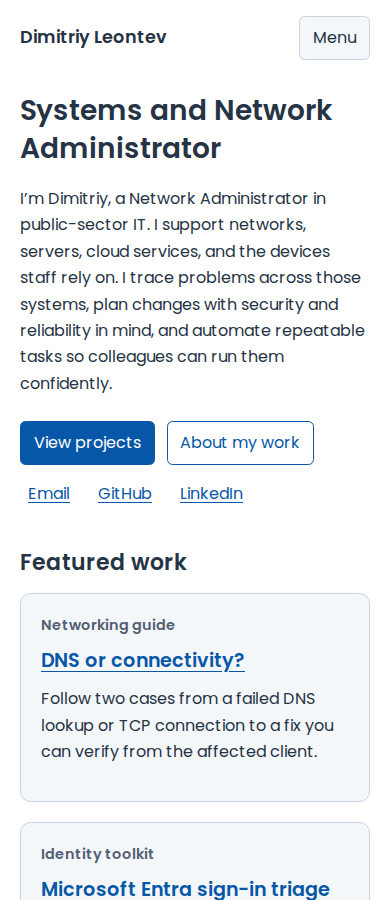 Dimitriy Leontev
Menu
Systems and Network
Administrator
I’m Dimitriy, a Network Administrator in
public-sector IT. I support networks,
servers, cloud services, and the devices
staff rely on. I trace problems across those
systems, plan changes with security and
reliability in mind, and automate repeatable
tasks so colleagues can run them
confidently.
View projects
About my work
Email
GitHub
LinkedIn
Featured work
Networking guide
DNS or connectivity?
Follow two cases from a failed DNS
lookup or TCP connection to a fix you
can verify from the affected client.
Identity toolkit
Microsoft Entra sign-in triage